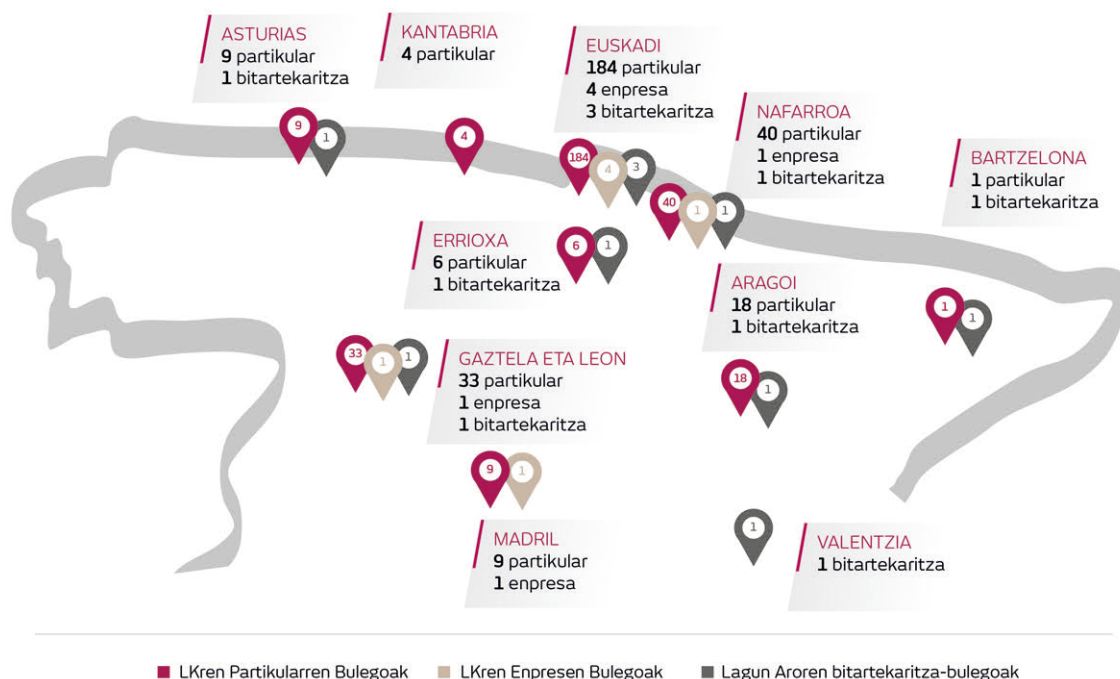 ASTURIAS
9 partikular
1 bitartekaritza
KANTABRIA
4 partikular
EUSKADI
184 partikular
4 enpresa
3 bitartekaritza
NAFARROA
40 partikular
1 enpresa
1 bitartekaritza
BARTZELONA
1 partikular
1 bitartekaritza
9
1
4
184
4
3
40
1
1
ERRIOXA
6 partikular
1 bitartekaritza
6
1
ARAGOI
18 partikular
1 bitartekaritza
1
1
33
1
1
GAZTELA ETA LEON
33 partikular
1 enpresa
1 bitartekaritza
18
1
9
1
MADRIL
9 partikular
1 enpresa
1
VALENTZIA
1 bitartekaritza
LKren Partikularren Bulegoak
LKren Enpresen Bulegoak
Lagun Aroren bitartekaritza-bulegoak